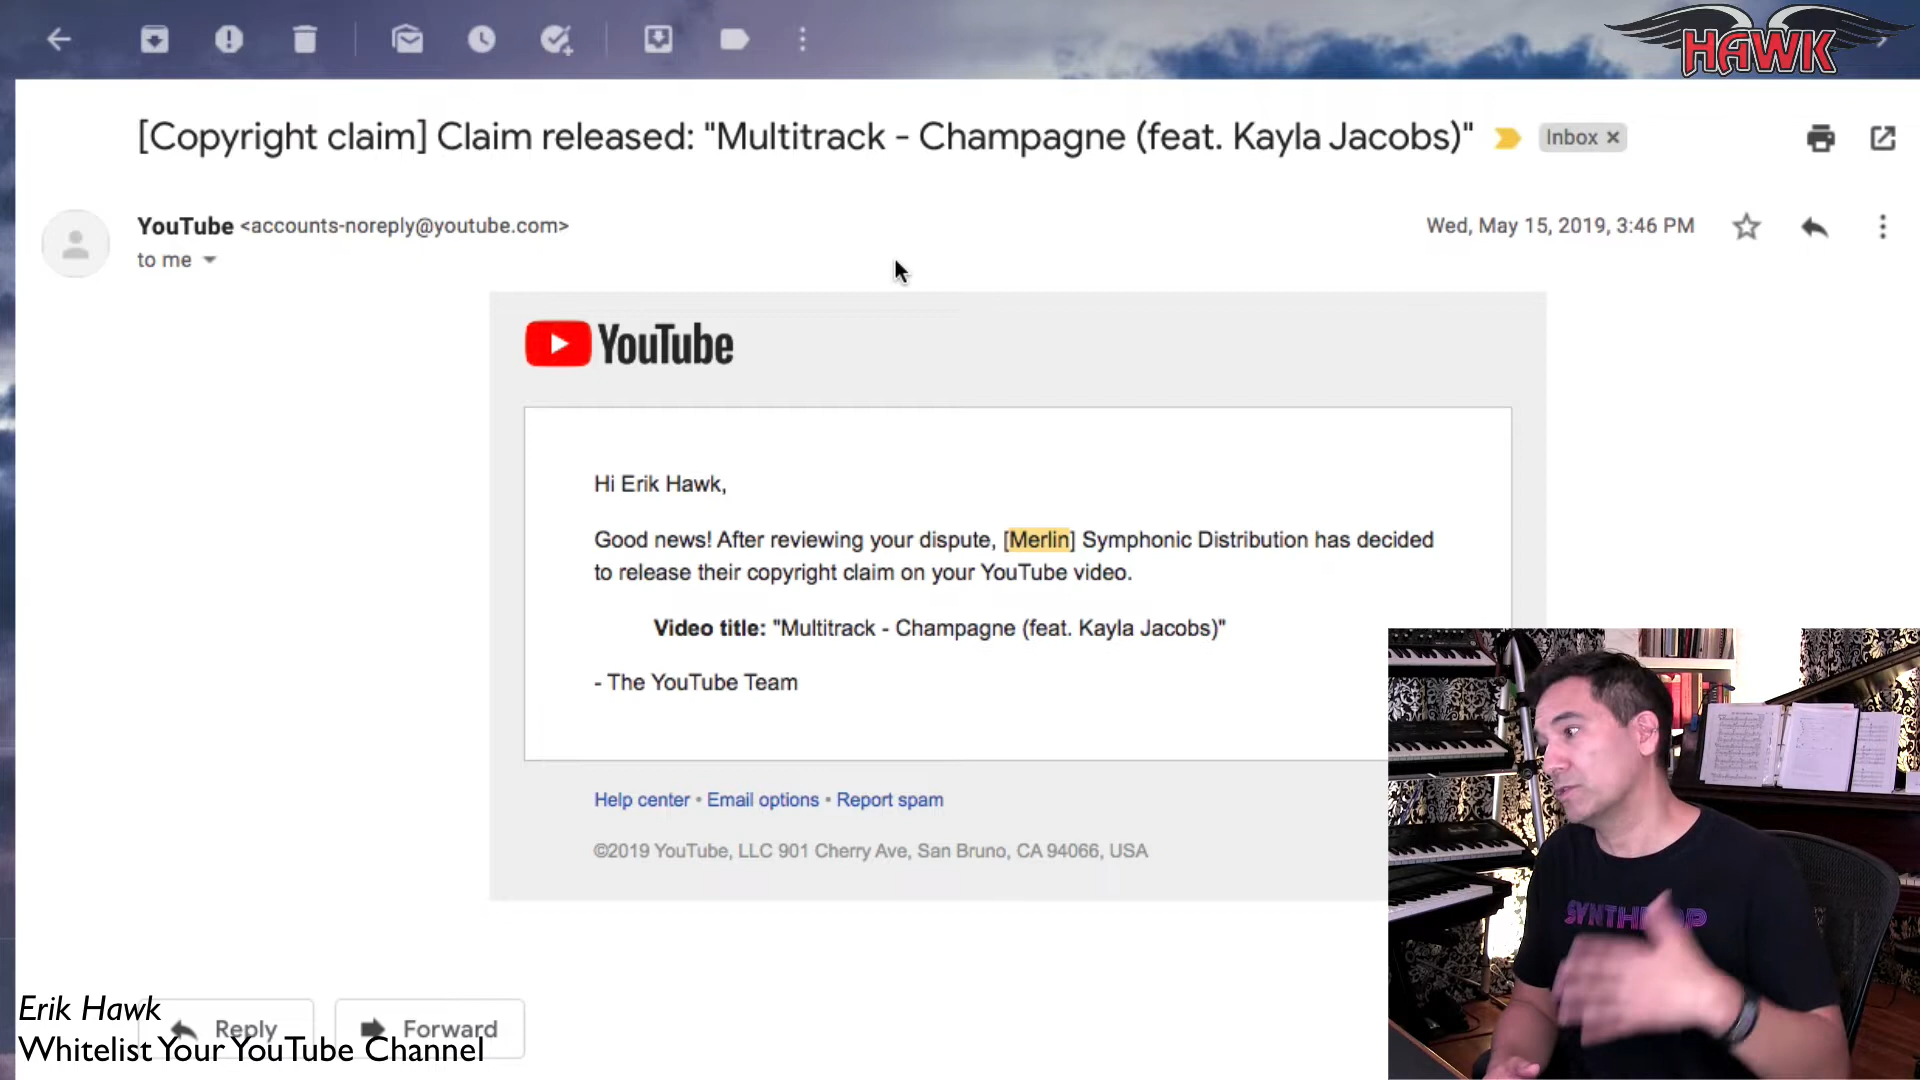 HAWK
[Copyright claim] Claim released: "Multitrack - Champagne (feat. Kayla Jacobs)" Inbox ×
YouTube <accounts-noreply@youtube.com> Wed, May 15, 2019, 3:46 PM
to me
YouTube
Hi Erik Hawk,
Good news! After reviewing your dispute, [Merlin] Symphonic Distribution has decided
to release their copyright claim on your YouTube video.
Video title: "Multitrack - Champagne (feat. Kayla Jacobs)"
- The YouTube Team
Help center • Email options • Report spam
©2019 YouTube, LLC 901 Cherry Ave, San Bruno, CA 94066, USA
SYNTHPOP
Reply Forward
Erik Hawk
Whitelist Your YouTube Channel